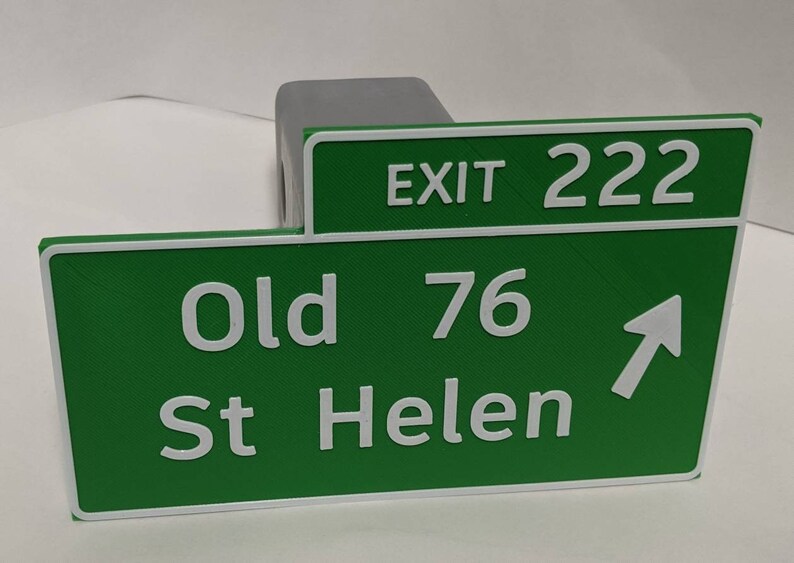 EXIT 222
Old 76
St Helen